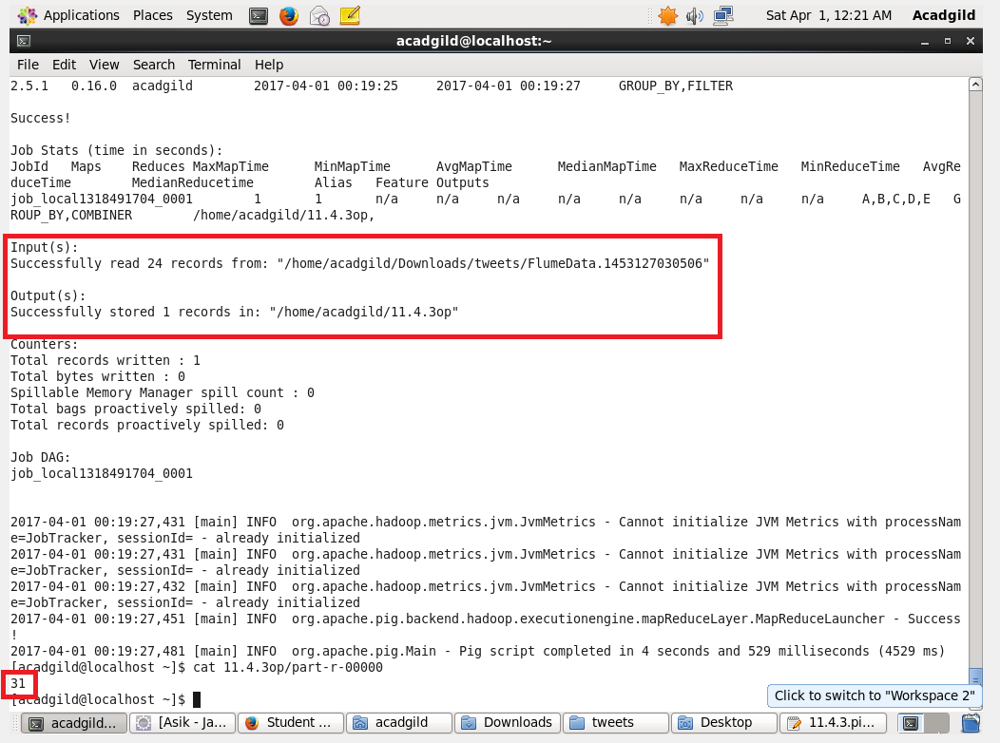 Applications Places System Sat Apr 1, 12:21 AM Acadgild
acadgild@localhost:~
File Edit View Search Terminal Help
2.5.1 0.16.0 acadgild 2017-04-01 00:19:25 2017-04-01 00:19:27 GROUP_BY,FILTER
Success!
Job Stats (time in seconds):
JobId Maps Reduces MaxMapTime MinMapTime AvgMapTime MedianMapTime MaxReduceTime MinReduceTime AvgRe
duceTime MedianReducetime Alias Feature Outputs
job_local1318491704_0001 1 1 n/a n/a n/a n/a n/a n/a n/a n/a A,B,C,D,E G
ROUP_BY,COMBINER /home/acadgild/11.4.3op,
Input(s):
Successfully read 24 records from: "/home/acadgild/Downloads/tweets/FlumeData.1453127030506"
Output(s):
Successfully stored 1 records in: "/home/acadgild/11.4.3op"
Counters:
Total records written : 1
Total bytes written : 0
Spillable Memory Manager spill count : 0
Total bags proactively spilled: 0
Total records proactively spilled: 0
Job DAG:
job_local1318491704_0001
2017-04-01 00:19:27,431 [main] INFO org.apache.hadoop.metrics.jvm.JvmMetrics - Cannot initialize JVM Metrics with processNam
e=JobTracker, sessionId= - already initialized
2017-04-01 00:19:27,431 [main] INFO org.apache.hadoop.metrics.jvm.JvmMetrics - Cannot initialize JVM Metrics with processNam
e=JobTracker, sessionId= - already initialized
2017-04-01 00:19:27,432 [main] INFO org.apache.hadoop.metrics.jvm.JvmMetrics - Cannot initialize JVM Metrics with processNam
e=JobTracker, sessionId= - already initialized
2017-04-01 00:19:27,451 [main] INFO org.apache.pig.backend.hadoop.executionengine.mapReduceLayer.MapReduceLauncher - Success
!
2017-04-01 00:19:27,481 [main] INFO org.apache.pig.Main - Pig script completed in 4 seconds and 529 milliseconds (4529 ms)
[acadgild@localhost ~]$ cat 11.4.3op/part-r-00000
31
[acadgild@localhost ~]$
Click to switch to "Workspace 2"
acadgild... [Asik - Ja... Stude... ... acadgild Downloads tweets Desktop 11.4.3.pi...